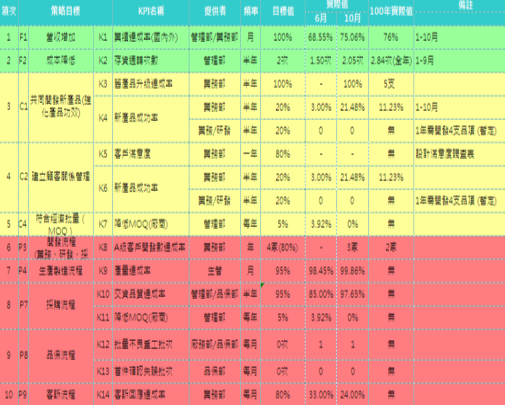 項次 策略目標 KPI名稱 提供者 頻率 目標值 實際值 100年實際值 備註
6月 10月
1 F1 營收增加 K1 業績達成率(國內外) 管理部/業務部 月 100% 68.55% 75.06% 76% 1-10月
2 F2 成本降低 K2 存貨週轉次數 管理部 半年 2次 1.50次 2.05次 2.84次(全年) 1-9月
3 C1 共同開發新產品(強化產品功效) K3 舊產品升級達成率 業務部 半年 100% - 100% 5支
K4 新產品成功率 業務部 半年 20% 3.00% 21.48% 11.23% 1-10月
業務/研發 半年 20% 0 0 無 1年需開發4支品項 (暫定)
4 C2 建立顧客關係管理 K5 客戶滿意度 業務部 一年 80% - - 無 設計滿意度調查表
K6 新產品成功率 業務部 半年 20% 3.00% 21.48% 11.23%
業務/研發 半年 20% 0 0 無 1年需開發4支品項 (暫定)
5 C4 符合經濟批量 ( MOQ ) K7 降低MOQ(廠商) 管理部 每年 5% 3.92% 0% 無
6 P3 開發流程 (業務、研發、採 K8 A級客戶開發數達成率 業務部 年 4家(80%) - 3家 2家
7 P4 生產製造流程 K9 產量達成率 生管 月 95% 98.45% 99.86% 無
8 P7 採購流程 K10 交貨品質達成率 管理部/品保部 半年 95% 85.00% 97.65% 無
K11 降低MOQ(廠商) 管理部 每年 5% 3.92% 0% 無
9 P8 品保流程 K12 批量不良重工批次 廠務部/品保部 每月 0次 1 1 無
K13 首件確認失誤批次 品保部 每月 0次 0 0 無
10 P9 客訴流程 K14 客訴回應達成率 業務部 每月 80% 33.00% 24.00% 無